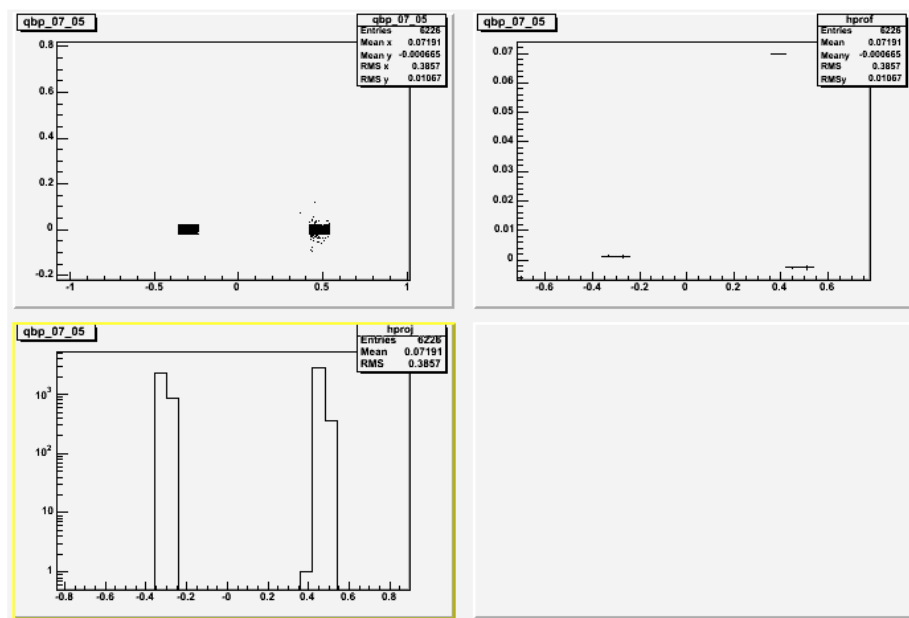 qbp_07_05
qbp_07_05
Entries 6226
Mean x 0.07191
Mean y -0.000665
RMS x 0.3857
RMS y 0.01067
0.8
0.6
0.4
0.2
0
-0.2
-1 -0.5 0 0.5 1
qbp_07_05
hprof
Entries 6226
Mean 0.07191
Meany -0.000665
RMS 0.3857
RMSy 0.01067
0.07
0.06
0.05
0.04
0.03
0.02
0.01
0
-0.6 -0.4 -0.2 0 0.2 0.4 0.6
qbp_07_05
hproj
Entries 6226
Mean 0.07191
RMS 0.3857
10³
10²
10
1
-0.8 -0.6 -0.4 -0.2 0 0.2 0.4 0.6 0.8